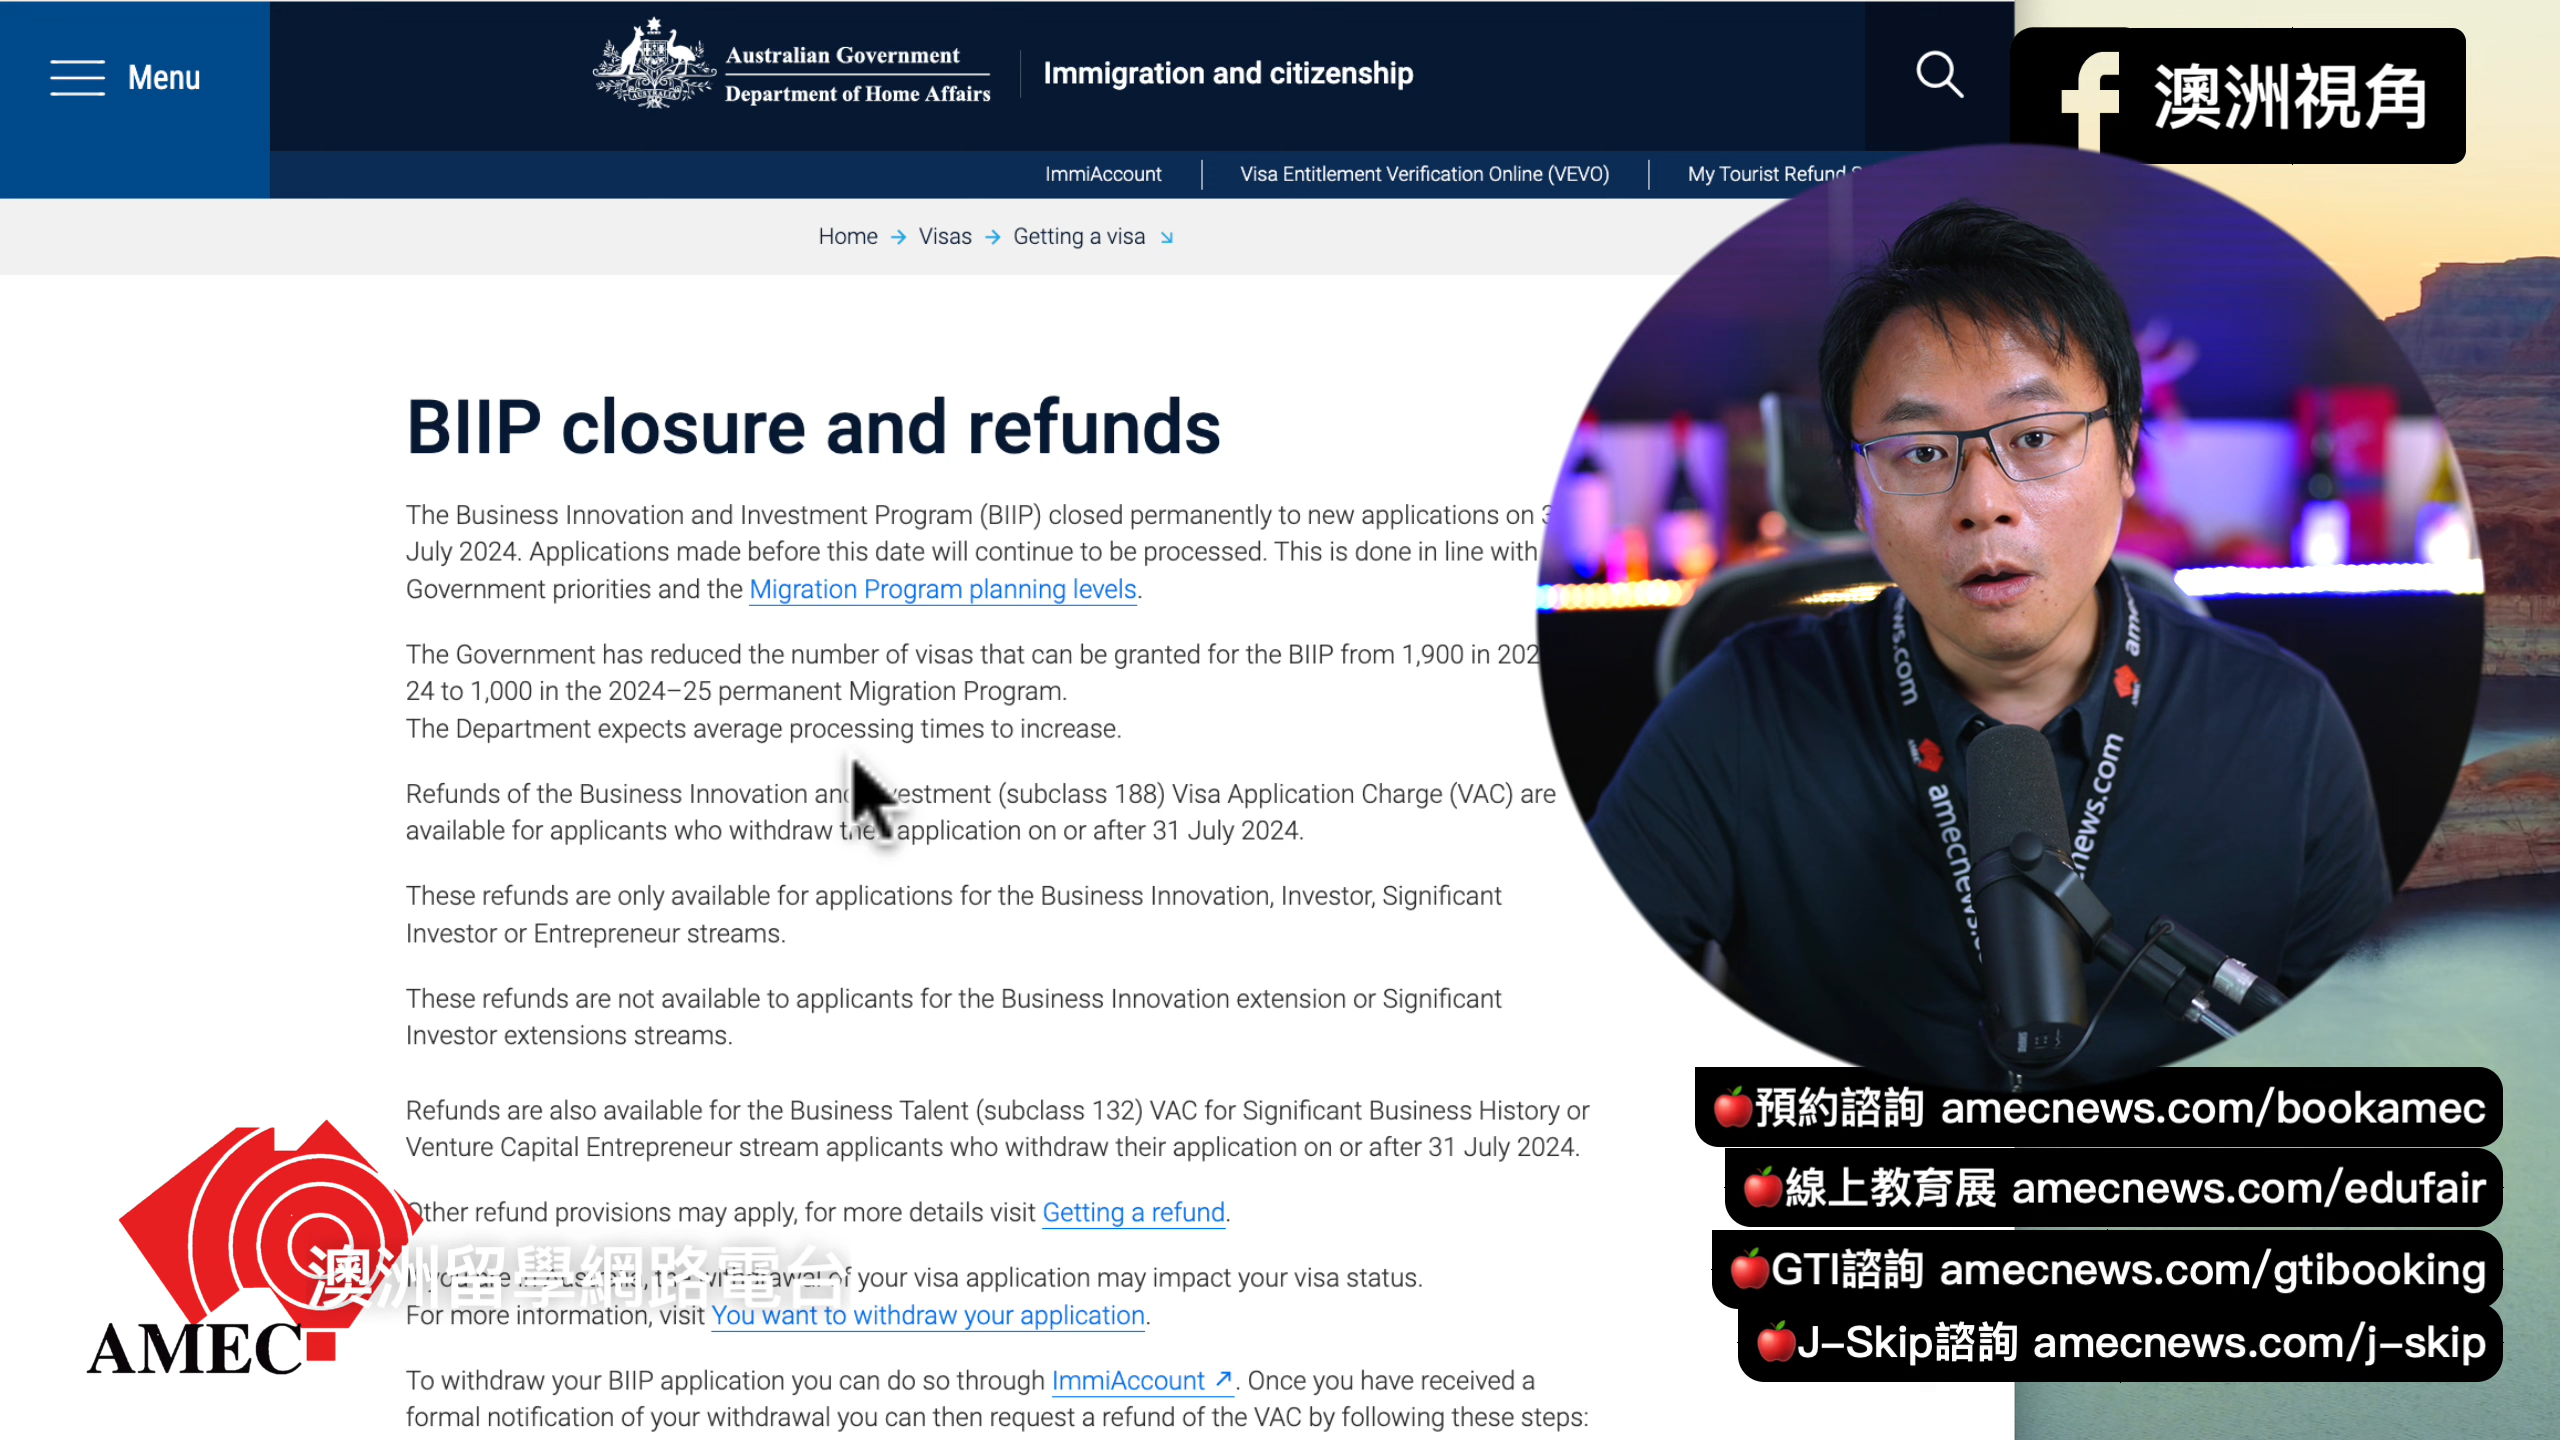 Menu
Australian Government
Department of Home Affairs
AUSTRALIA
Immigration and citizenship
澳洲視角
ImmiAccount
Visa Entitlement Verification Online (VEVO)
My Tourist Refund
Home → Visas → Getting a visa
BIIP closure and refunds
The Business Innovation and Investment Program (BIIP) closed permanently to new applications on
July 2024. Applications made before this date will continue to be processed. This is done in line with
Government priorities and the Migration Program planning levels.
The Government has reduced the number of visas that can be granted for the BIIP from 1,900 in
24 to 1,000 in the 2024–25 permanent Migration Program.
The Department expects average processing times to increase.
Refunds of the Business Innovation (subclass 188) Visa Application Charge (VAC) are
available for applicants who withdraw application on or after 31 July 2024.
These refunds are only available for applications for the Business Innovation, Investor, Significant
Investor or Entrepreneur streams.
These refunds are not available to applicants for the Business Innovation extension or Significant
Investor extensions streams.
Refunds are also available for the Business Talent (subclass 132) VAC for Significant Business History or
Venture Capital Entrepreneur stream applicants who withdraw their application on or after 31 July 2024.
Other refund provisions may apply, for more details visit Getting a refund.
of your visa application may impact your visa status.
For more information, visit You want to withdraw your application.
To withdraw your BIIP application you can do so through ImmiAccount ↗. Once you have received a
formal notification of your withdrawal you can then request a refund of the VAC by following these steps:
澳洲留學網路電台
AMEC
news.com
amec
AMEC
amecnews.c
news.com
🍎預約諮詢 amecnews.com/bookamec
🍎線上教育展 amecnews.com/edufair
🍎GTI諮詢 amecnews.com/gtibooking
🍎J–Skip諮詢 amecnews.com/j–skip